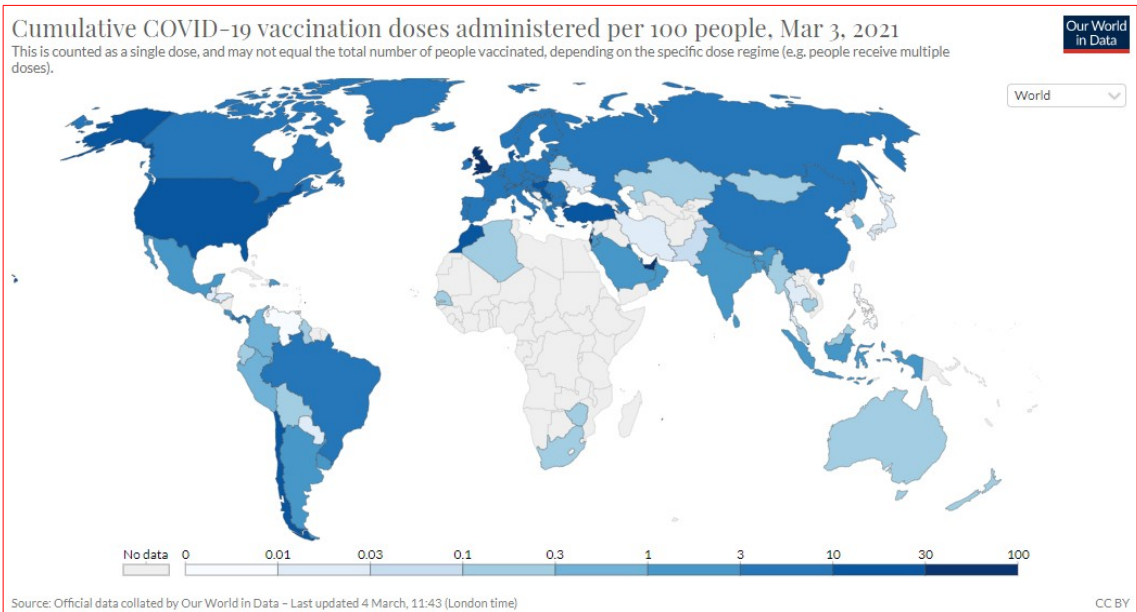 Cumulative COVID-19 vaccination doses administered per 100 people, Mar 3, 2021
This is counted as a single dose, and may not equal the total number of people vaccinated, depending on the specific dose regime (e.g. people receive multiple
doses).
Our World
in Data
World
No data 0 0.01 0.03 0.1 0.3 1 3 10 30 100
Source: Official data collated by Our World in Data – Last updated 4 March, 11:43 (London time)
CC BY